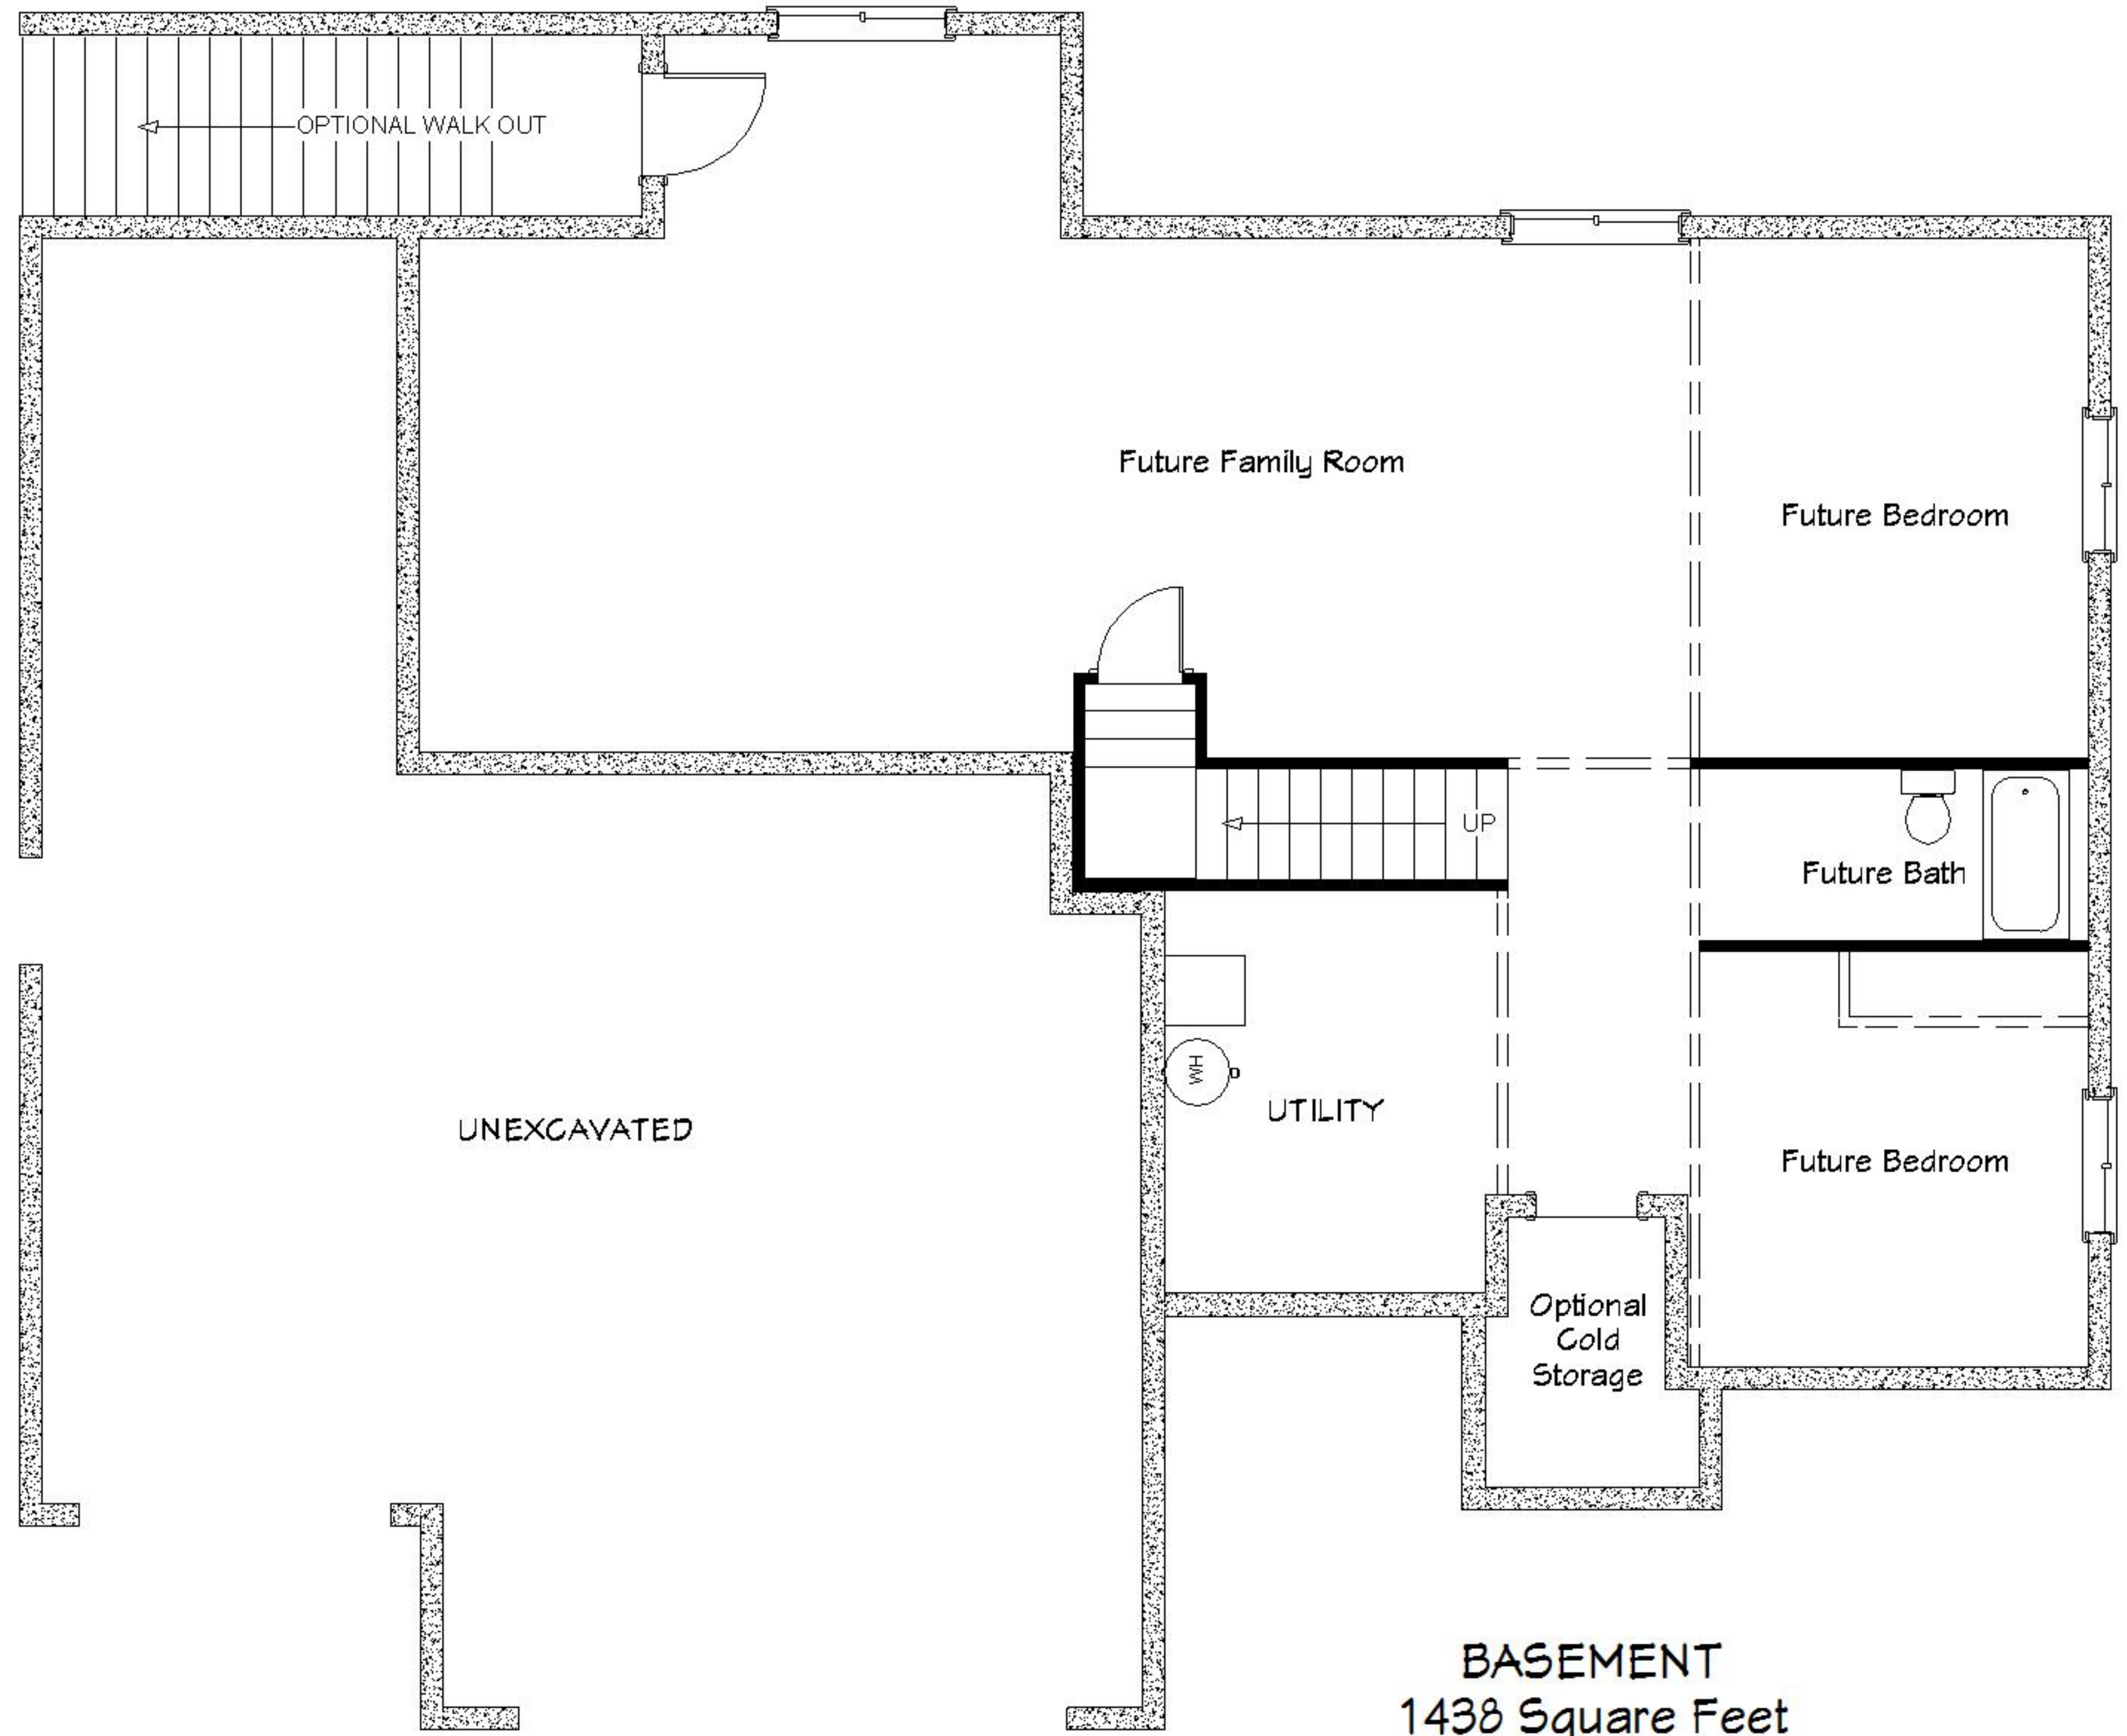 OPTIONAL WALK OUT
Future Family Room
Future Bedroom
UP
Future Bath
WH
UTILITY
UNEXCAVATED
Future Bedroom
Optional
Cold
Storage
BASEMENT
1438 Square Feet